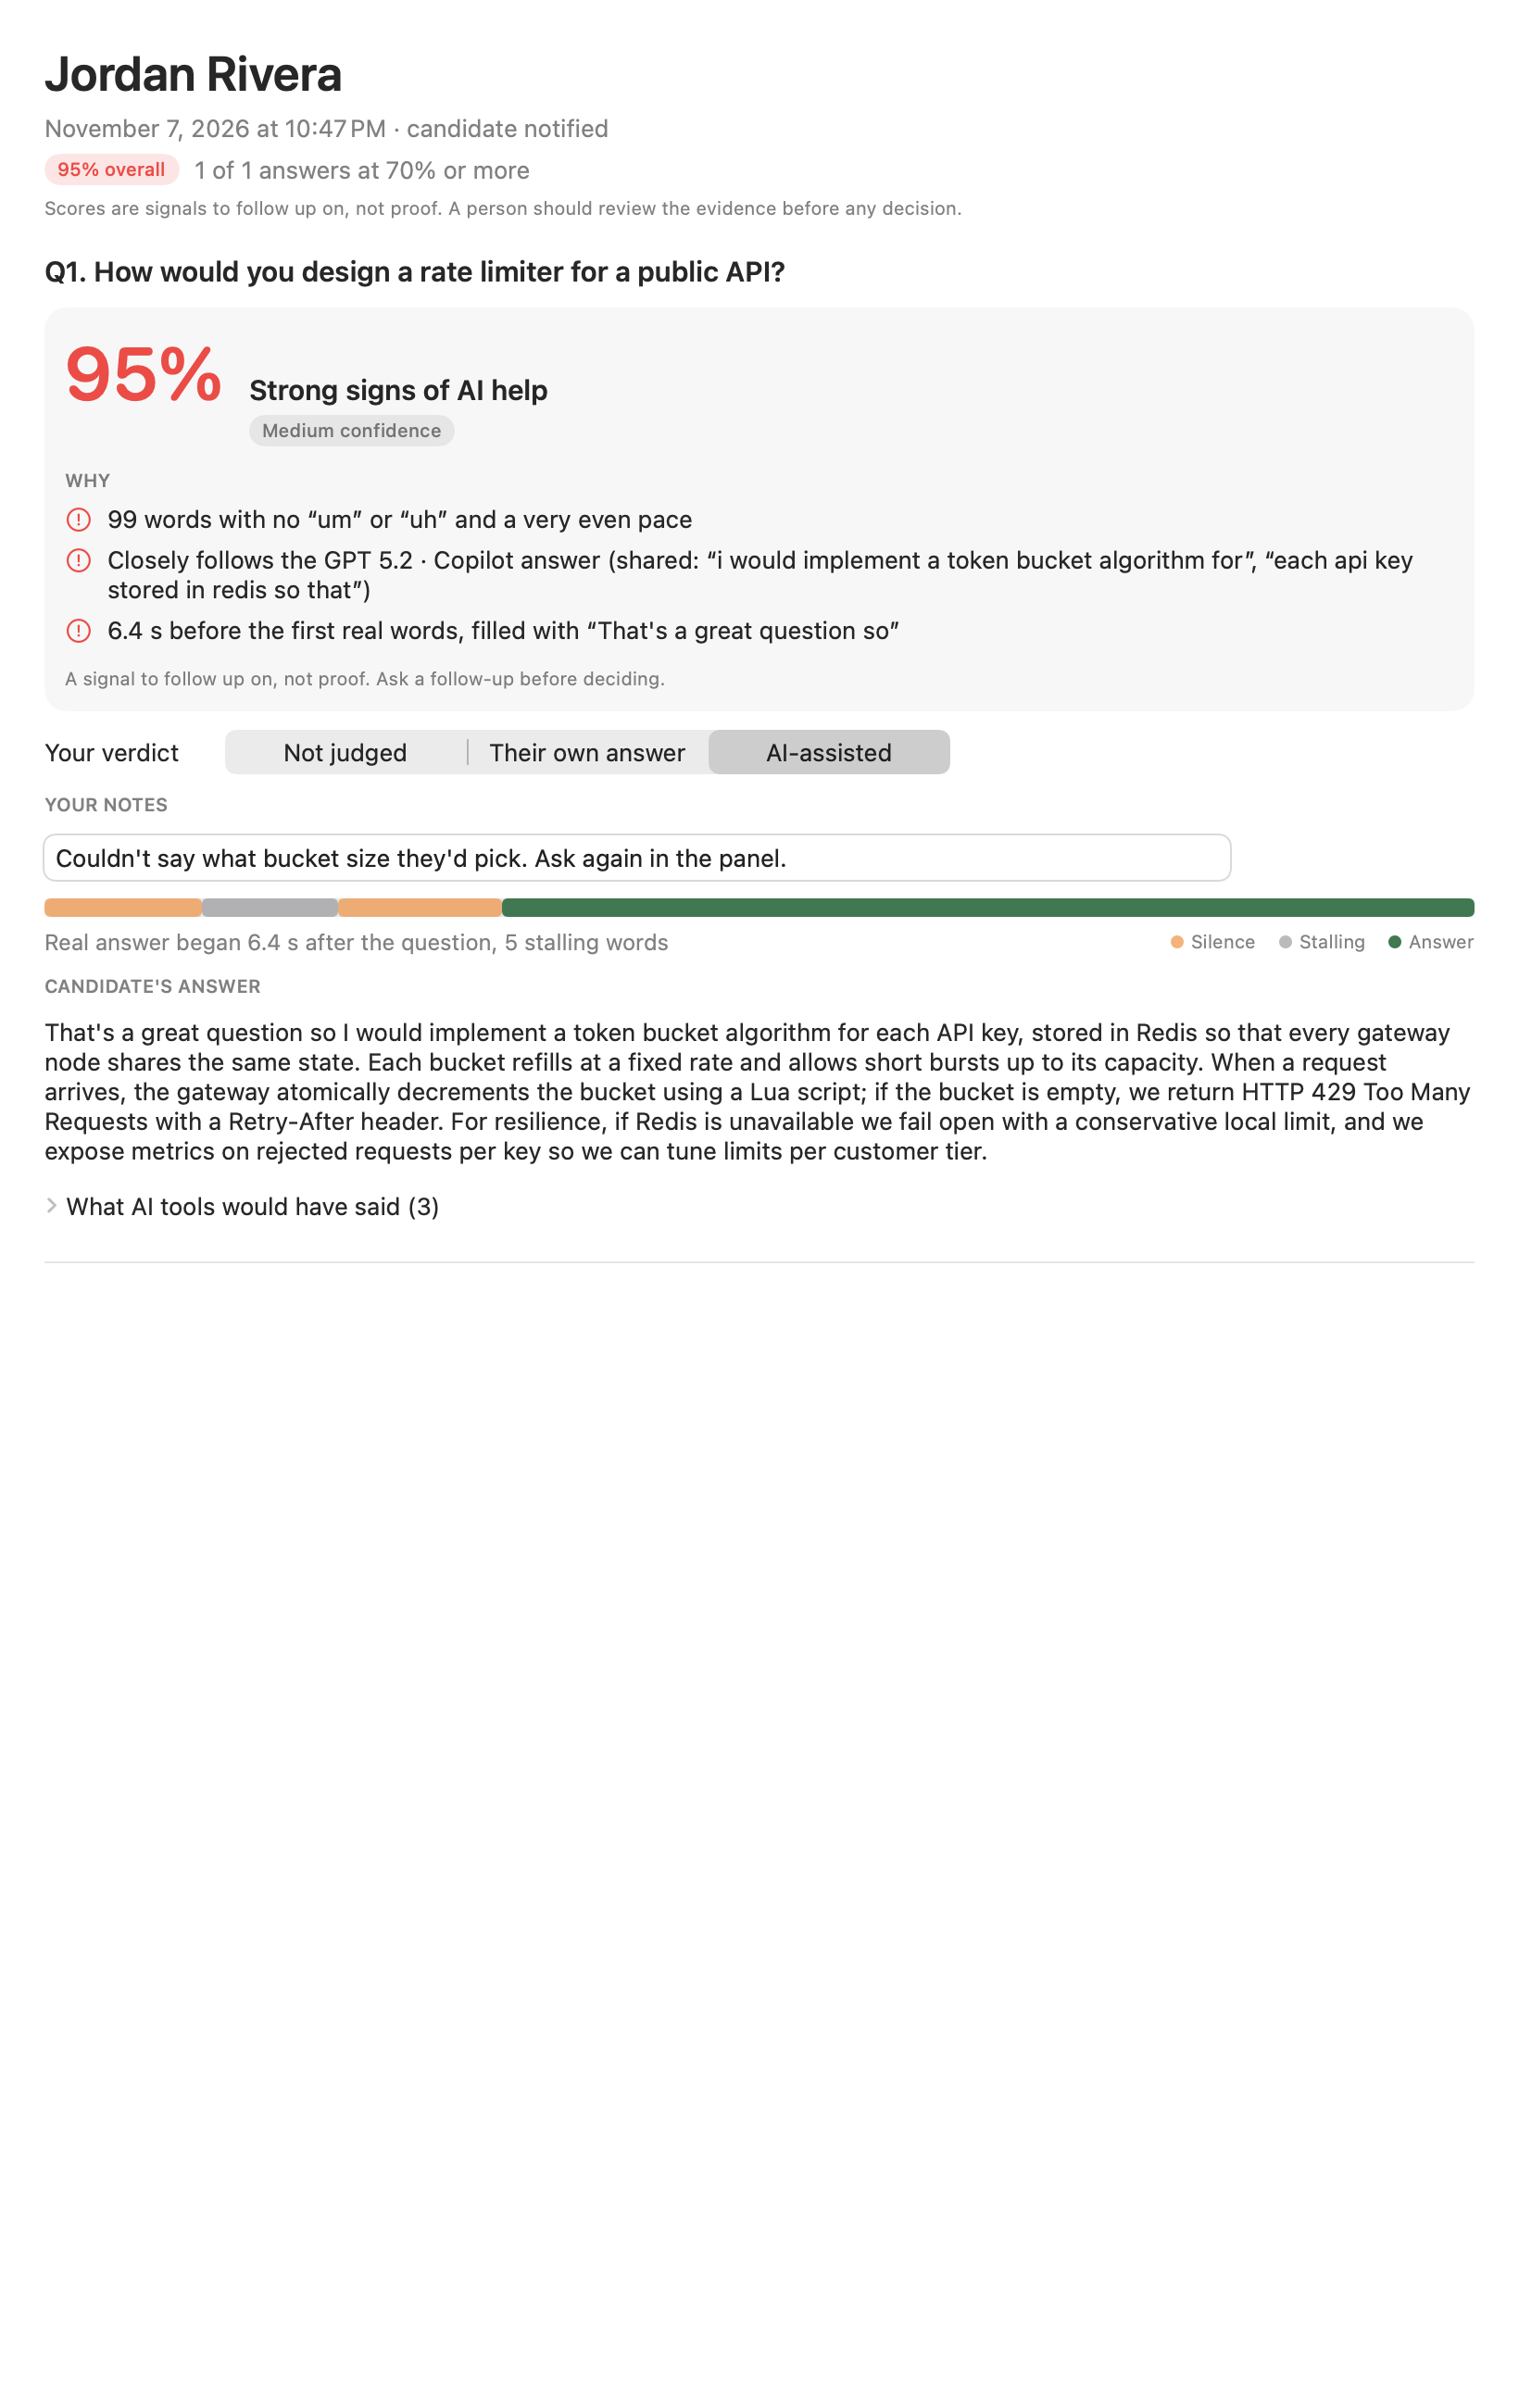 Jordan Rivera
November 7, 2026 at 10:47 PM · candidate notified
95% overall 1 of 1 answers at 70% or more
Scores are signals to follow up on, not proof. A person should review the evidence before any decision.
Q1. How would you design a rate limiter for a public API?
95% Strong signs of AI help
Medium confidence
WHY
99 words with no “um” or “uh” and a very even pace
Closely follows the GPT 5.2 · Copilot answer (shared: “i would implement a token bucket algorithm for”, “each api key
stored in redis so that”)
6.4 s before the first real words, filled with “That's a great question so”
A signal to follow up on, not proof. Ask a follow-up before deciding.
Your verdict Not judged Their own answer AI-assisted
YOUR NOTES
Couldn't say what bucket size they'd pick. Ask again in the panel.
Real answer began 6.4 s after the question, 5 stalling words Silence Stalling Answer
CANDIDATE'S ANSWER
That's a great question so I would implement a token bucket algorithm for each API key, stored in Redis so that every gateway
node shares the same state. Each bucket refills at a fixed rate and allows short bursts up to its capacity. When a request
arrives, the gateway atomically decrements the bucket using a Lua script; if the bucket is empty, we return HTTP 429 Too Many
Requests with a Retry-After header. For resilience, if Redis is unavailable we fail open with a conservative local limit, and we
expose metrics on rejected requests per key so we can tune limits per customer tier.
What AI tools would have said (3)